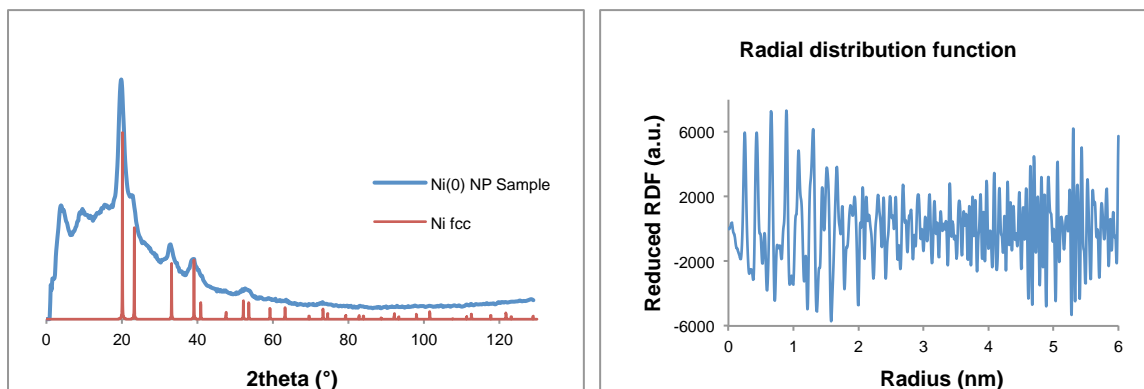 Ni(0) NP Sample
Ni fcc
0 20 40 60 80 100 120
2theta (°)
Radial distribution function
Reduced RDF (a.u.)
6000
2000
-2000
-6000
0 1 2 3 4 5 6
Radius (nm)